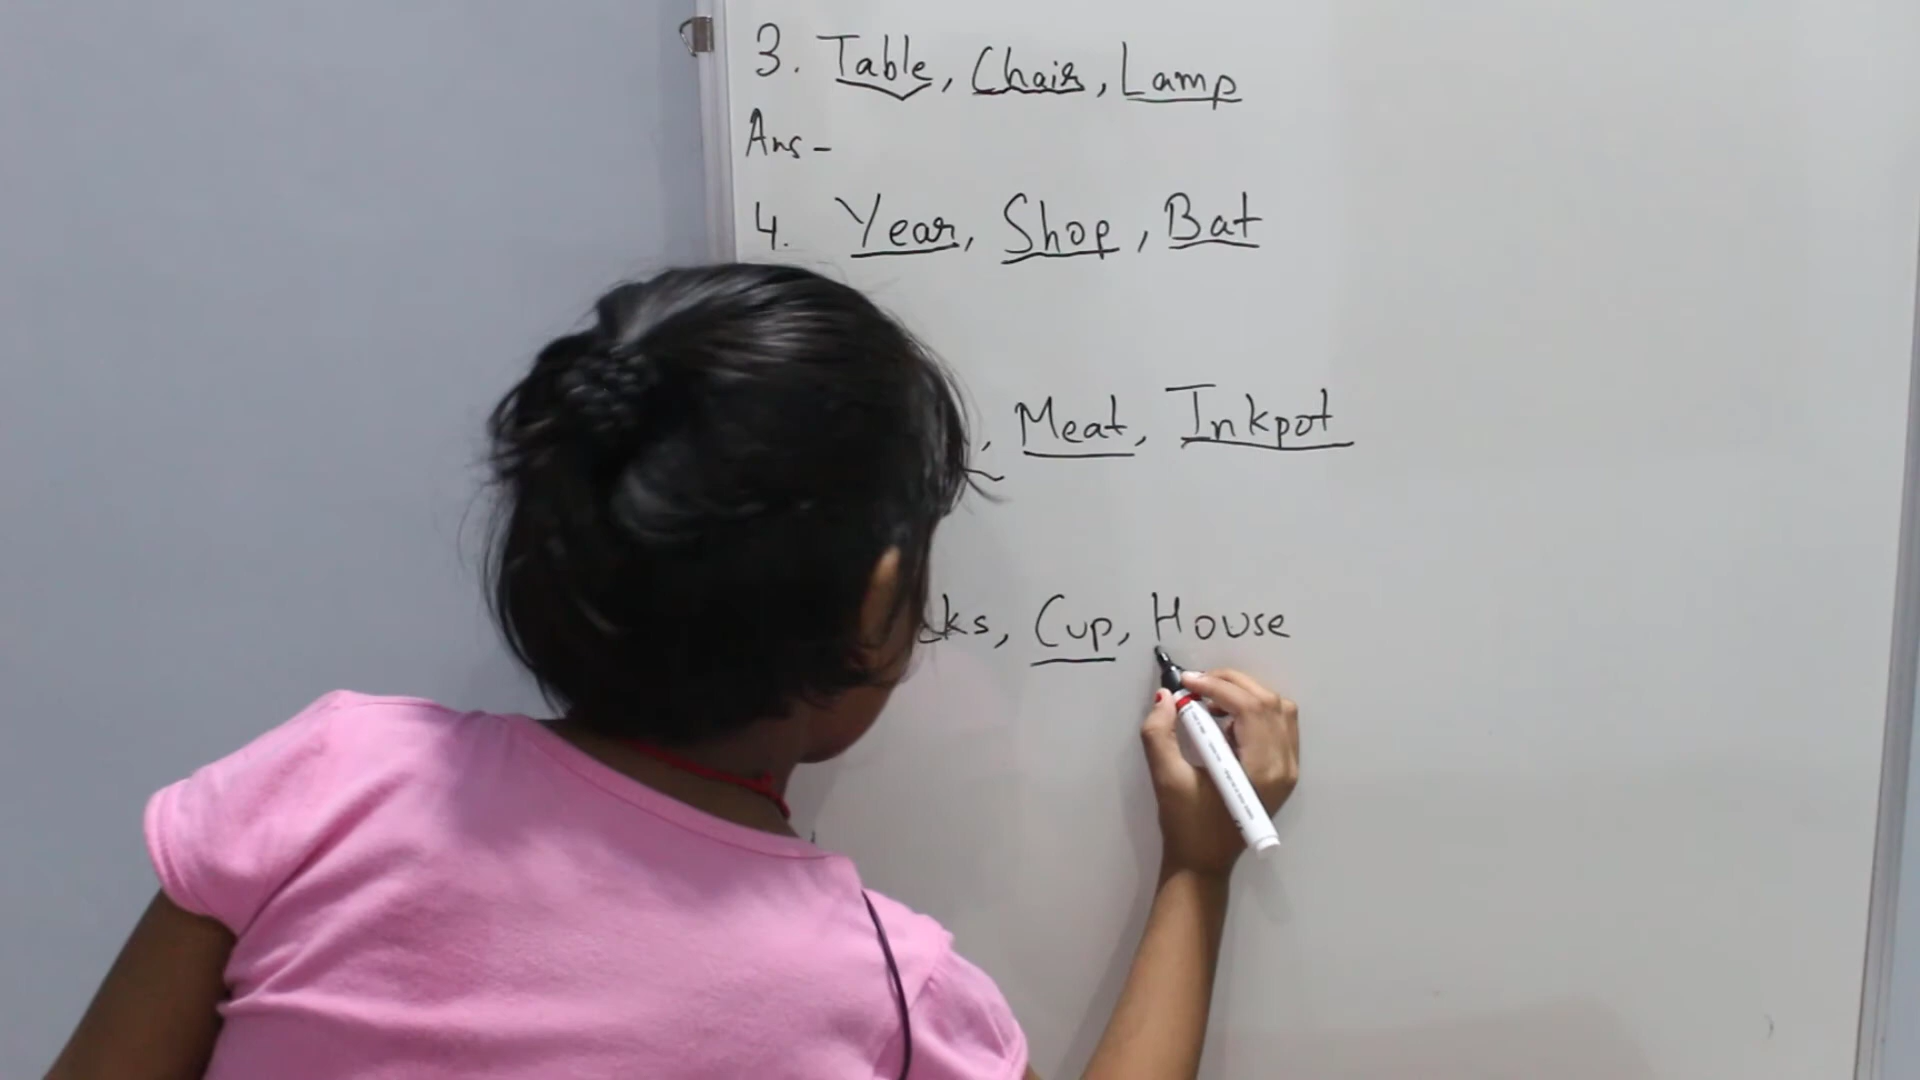 3. Table, Chair, Lamp
Ans -
4. Year, Shop, Bat
, Meat, Inkpot
cks, Cup, House